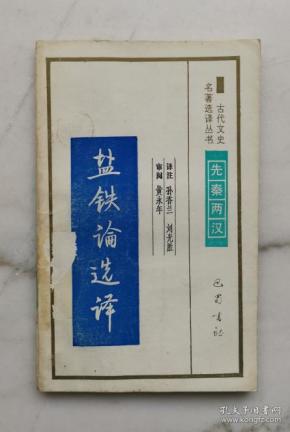 古代文史
名著选译丛书
先秦两汉
译注 孙香兰 刘光胜
审阅 黄永年
盐铁论选译
巴蜀书社
孔夫子旧书网